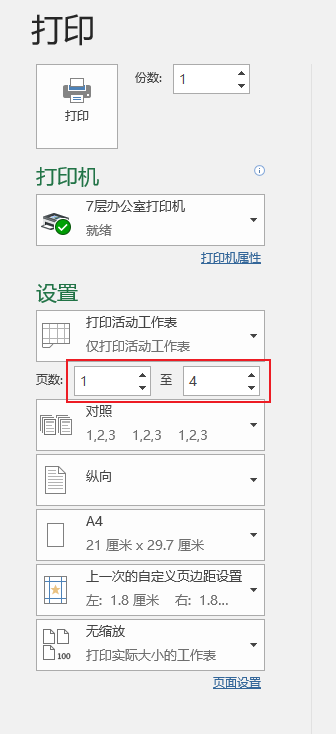 打印
份数: 1
打印
打印机
7层办公室打印机
就绪
打印机属性
设置
打印活动工作表
仅打印活动工作表
页数: 1 至 4
对照
1,2,3 1,2,3 1,2,3
纵向
A4
21 厘米 x 29.7 厘米
上一次的自定义页边距设置
左: 1.8 厘米 右: 1.8...
无缩放
100
打印实际大小的工作表
页面设置